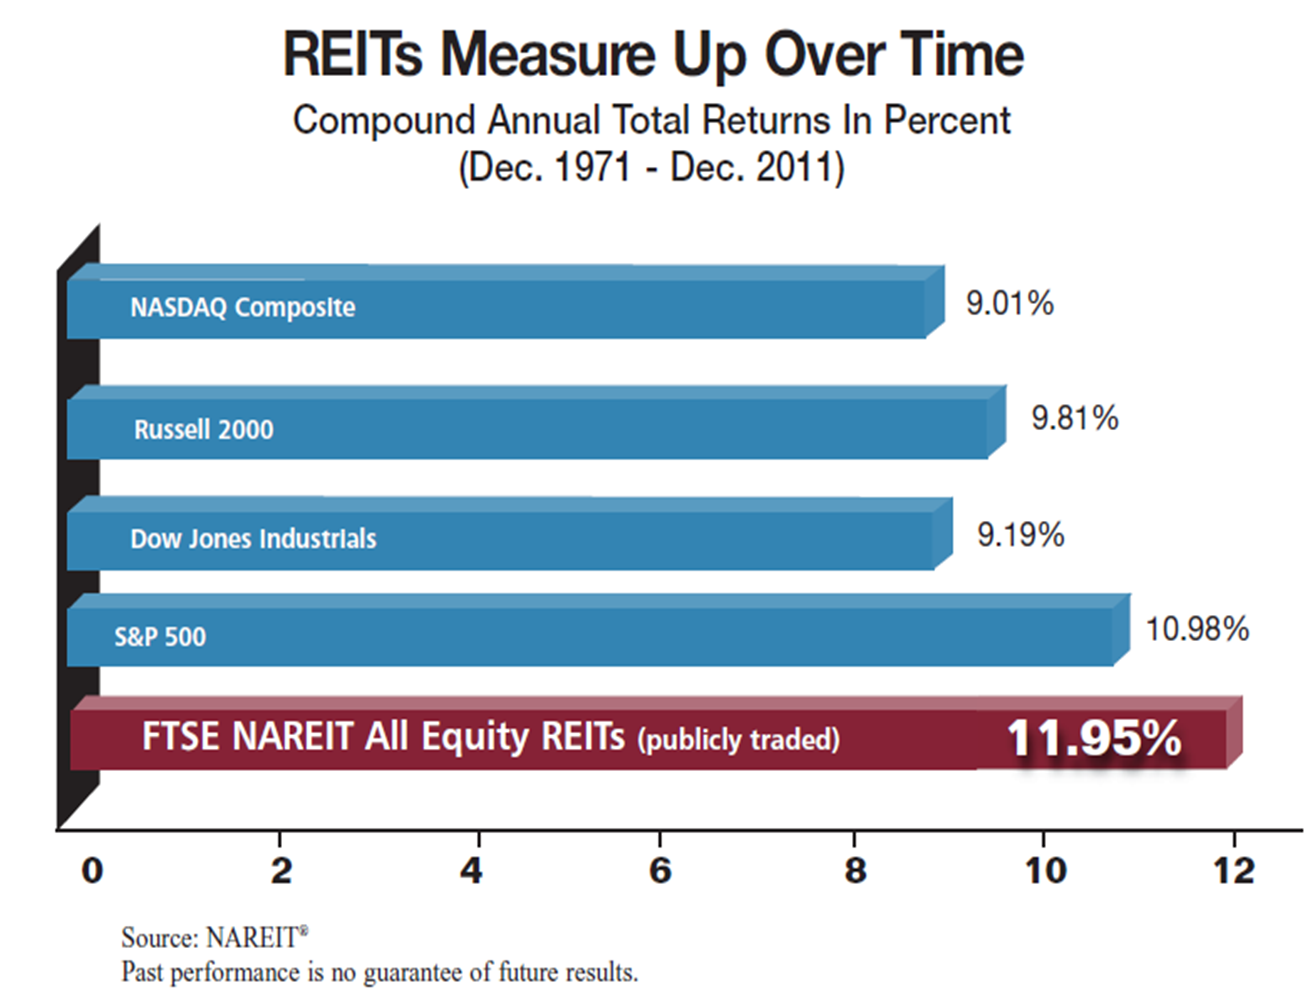 REITs Measure Up Over Time
Compound Annual Total Returns In Percent
(Dec. 1971 - Dec. 2011)
NASDAQ Composite 9.01%
Russell 2000 9.81%
Dow Jones Industrials 9.19%
S&P 500 10.98%
FTSE NAREIT All Equity REITs (publicly traded) 11.95%
0 2 4 6 8 10 12
Source: NAREIT®
Past performance is no guarantee of future results.